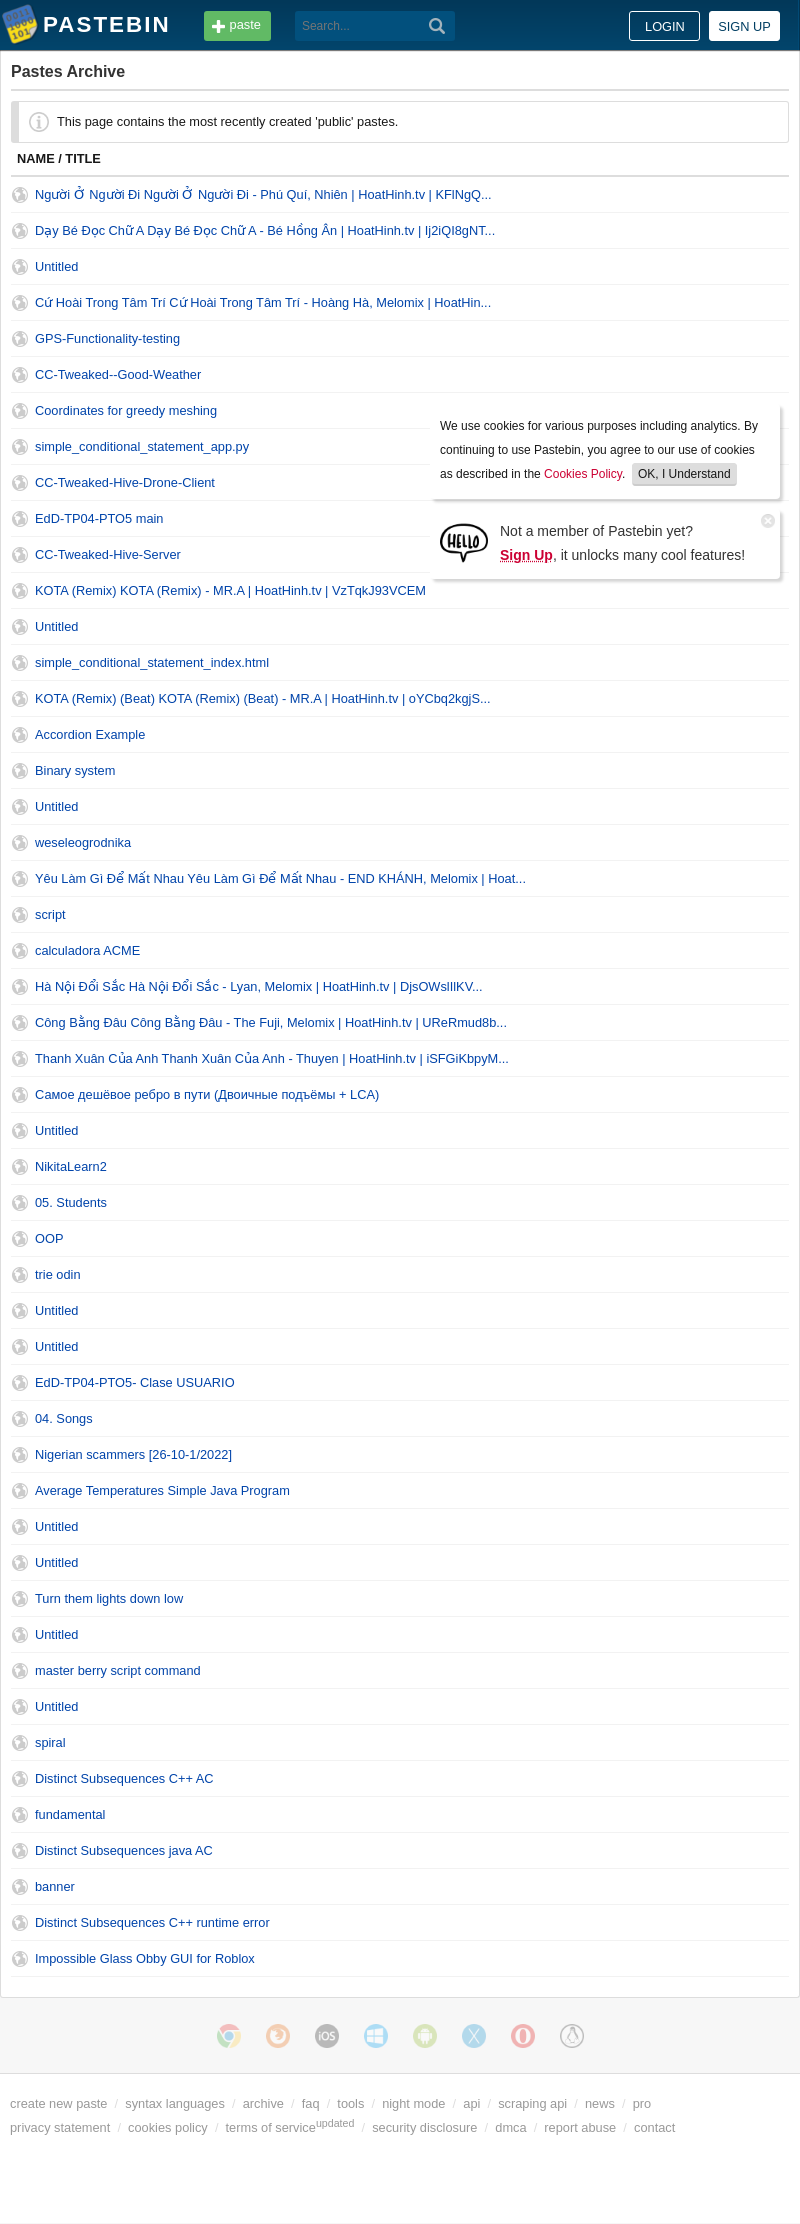 PASTEBIN
paste
Search...
LOGIN
SIGN UP
Pastes Archive
This page contains the most recently created 'public' pastes.
NAME / TITLE
Người Ở Người Đi Người Ở Người Đi - Phú Quí, Nhiên | HoatHinh.tv | KFlNgQ...
Dạy Bé Đọc Chữ A Dạy Bé Đọc Chữ A - Bé Hồng Ân | HoatHinh.tv | Ij2iQI8gNT...
Untitled
Cứ Hoài Trong Tâm Trí Cứ Hoài Trong Tâm Trí - Hoàng Hà, Melomix | HoatHin...
GPS-Functionality-testing
CC-Tweaked--Good-Weather
Coordinates for greedy meshing
simple_conditional_statement_app.py
CC-Tweaked-Hive-Drone-Client
EdD-TP04-PTO5 main
CC-Tweaked-Hive-Server
We use cookies for various purposes including analytics. By
continuing to use Pastebin, you agree to our use of cookies
as described in the Cookies Policy. OK, I Understand
HELLO
Not a member of Pastebin yet?
Sign Up, it unlocks many cool features!
KOTA (Remix) KOTA (Remix) - MR.A | HoatHinh.tv | VzTqkJ93VCEM
Untitled
simple_conditional_statement_index.html
KOTA (Remix) (Beat) KOTA (Remix) (Beat) - MR.A | HoatHinh.tv | oYCbq2kgjS...
Accordion Example
Binary system
Untitled
weseleogrodnika
Yêu Làm Gì Để Mất Nhau Yêu Làm Gì Để Mất Nhau - END KHÁNH, Melomix | Hoat...
script
calculadora ACME
Hà Nội Đổi Sắc Hà Nội Đổi Sắc - Lyan, Melomix | HoatHinh.tv | DjsOWslIlKV...
Công Bằng Đâu Công Bằng Đâu - The Fuji, Melomix | HoatHinh.tv | UReRmud8b...
Thanh Xuân Của Anh Thanh Xuân Của Anh - Thuyen | HoatHinh.tv | iSFGiKbpyM...
Самое дешёвое ребро в пути (Двоичные подъёмы + LCA)
Untitled
NikitaLearn2
05. Students
OOP
trie odin
Untitled
Untitled
EdD-TP04-PTO5- Clase USUARIO
04. Songs
Nigerian scammers [26-10-1/2022]
Average Temperatures Simple Java Program
Untitled
Untitled
Turn them lights down low
Untitled
master berry script command
Untitled
spiral
Distinct Subsequences C++ AC
fundamental
Distinct Subsequences java AC
banner
Distinct Subsequences C++ runtime error
Impossible Glass Obby GUI for Roblox
iOS
create new paste / syntax languages / archive / faq / tools / night mode / api / scraping api / news / pro
privacy statement / cookies policy / terms of service updated / security disclosure / dmca / report abuse / contact